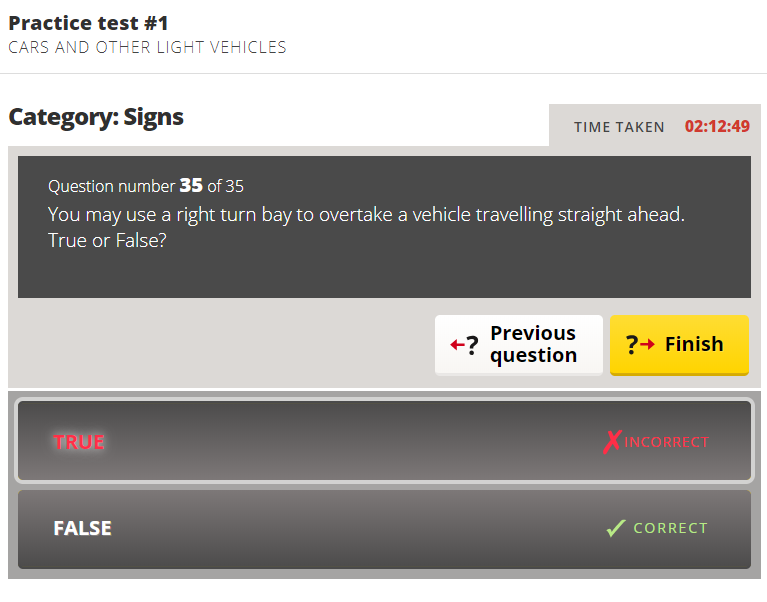 Practice test #1
CARS AND OTHER LIGHT VEHICLES
Category: Signs
TIME TAKEN 02:12:49
Question number 35 of 35
You may use a right turn bay to overtake a vehicle travelling straight ahead.
True or False?
←? Previous question
?→ Finish
TRUE ✗ INCORRECT
FALSE ✓ CORRECT